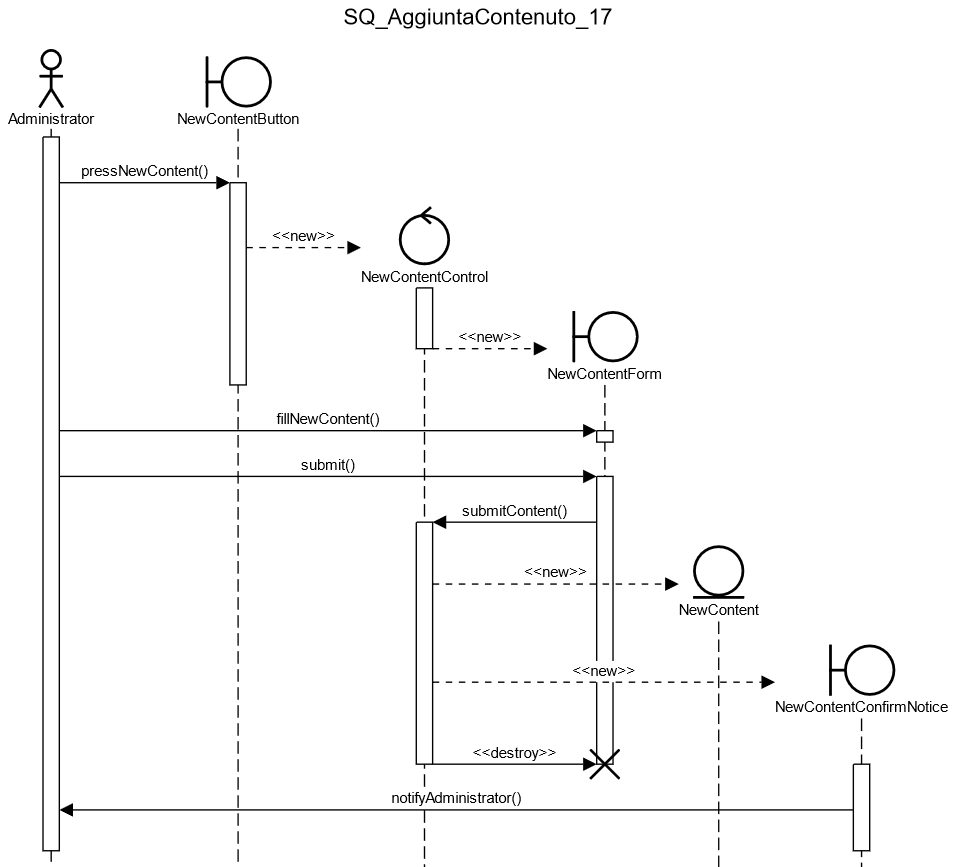 SQ_AggiuntaContenuto_17
Administrator
NewContentButton
pressNewContent()
<<new>>
NewContentControl
<<new>>
NewContentForm
fillNewContent()
submit()
submitContent()
<<new>>
NewContent
<<new>>
NewContentConfirmNotice
<<destroy>>
notifyAdministrator()